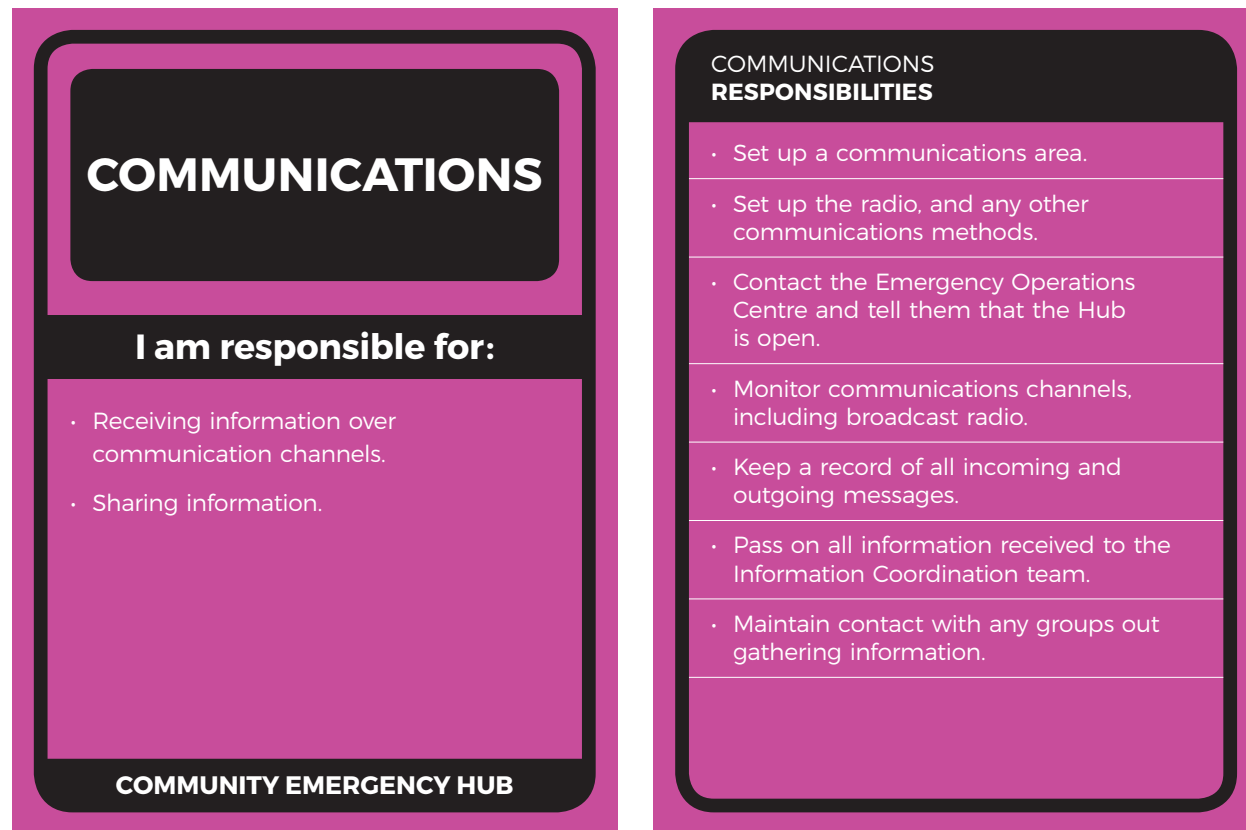 COMMUNICATIONS
I am responsible for:
• Receiving information over
communication channels.
• Sharing information.
COMMUNITY EMERGENCY HUB
COMMUNICATIONS
RESPONSIBILITIES
• Set up a communications area.
• Set up the radio, and any other
communications methods.
• Contact the Emergency Operations
Centre and tell them that the Hub
is open.
• Monitor communications channels,
including broadcast radio.
• Keep a record of all incoming and
outgoing messages.
• Pass on all information received to the
Information Coordination team.
• Maintain contact with any groups out
gathering information.